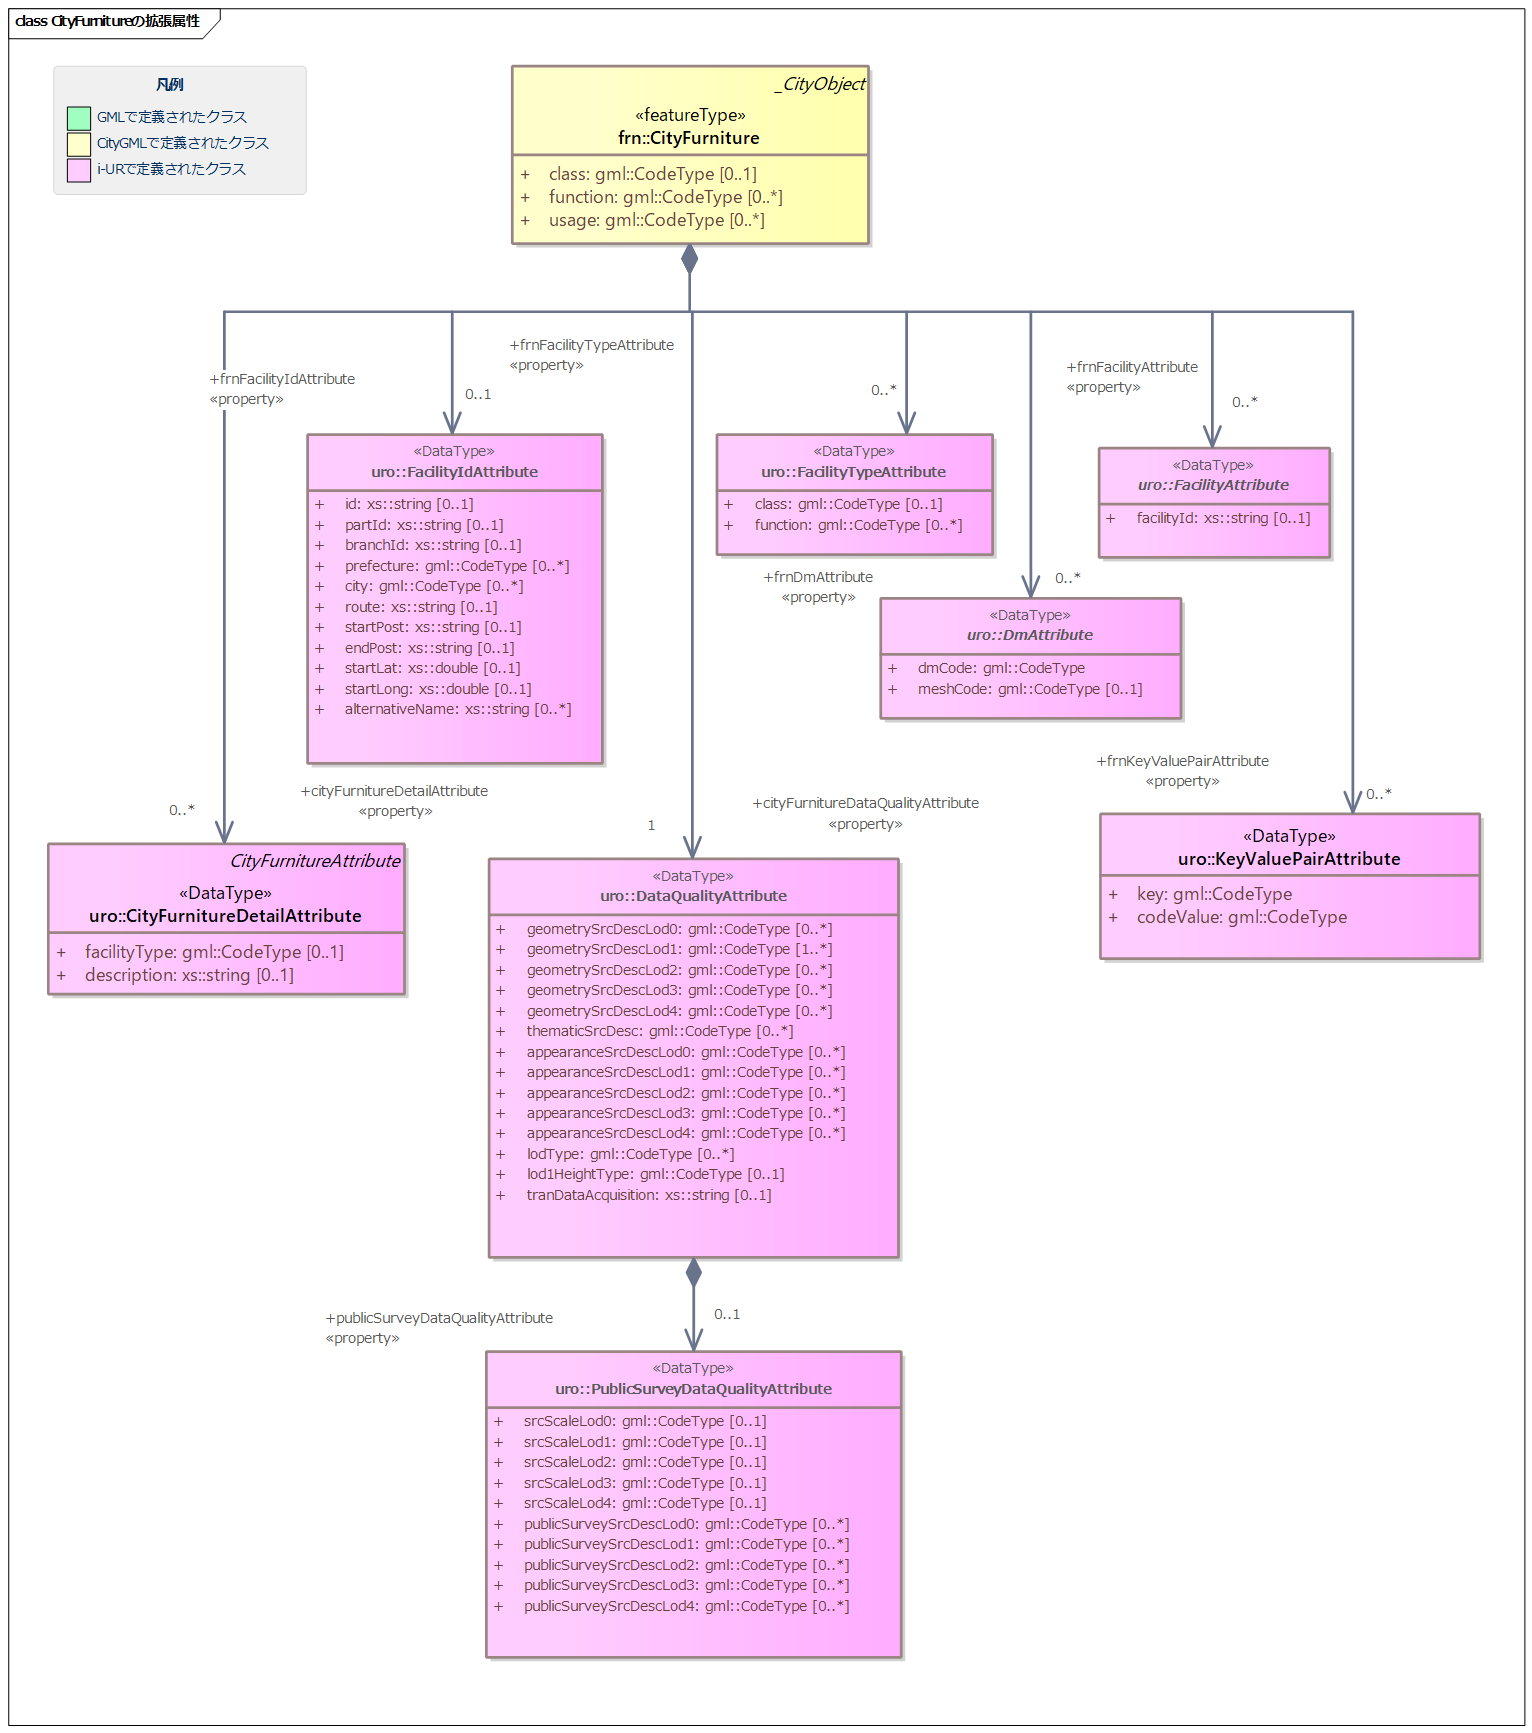 class CityFurnitureの拡張属性
凡例
GMLで定義されたクラス
CityGMLで定義されたクラス
i-URで定義されたクラス
_CityObject
«featureType»
frn::CityFurniture
+ class: gml::CodeType [0..1]
+ function: gml::CodeType [0..*]
+ usage: gml::CodeType [0..*]
+frnFacilityIdAttribute
«property»
0..1
+frnFacilityTypeAttribute
«property»
0..*
+frnFacilityAttribute
«property»
0..*
«DataType»
uro::FacilityIdAttribute
+ id: xs::string [0..1]
+ partId: xs::string [0..1]
+ branchId: xs::string [0..1]
+ prefecture: gml::CodeType [0..*]
+ city: gml::CodeType [0..*]
+ route: xs::string [0..1]
+ startPost: xs::string [0..1]
+ endPost: xs::string [0..1]
+ startLat: xs::double [0..1]
+ startLong: xs::double [0..1]
+ alternativeName: xs::string [0..*]
«DataType»
uro::FacilityTypeAttribute
+ class: gml::CodeType [0..1]
+ function: gml::CodeType [0..*]
«DataType»
uro::FacilityAttribute
+ facilityId: xs::string [0..1]
+frnDmAttribute
«property»
0..*
«DataType»
uro::DmAttribute
+ dmCode: gml::CodeType
+ meshCode: gml::CodeType [0..1]
+cityFurnitureDetailAttribute
«property»
0..*
+cityFurnitureDataQualityAttribute
«property»
1
+frnKeyValuePairAttribute
«property»
0..*
CityFurnitureAttribute
«DataType»
uro::CityFurnitureDetailAttribute
+ facilityType: gml::CodeType [0..1]
+ description: xs::string [0..1]
«DataType»
uro::DataQualityAttribute
+ geometrySrcDescLod0: gml::CodeType [0..*]
+ geometrySrcDescLod1: gml::CodeType [1..*]
+ geometrySrcDescLod2: gml::CodeType [0..*]
+ geometrySrcDescLod3: gml::CodeType [0..*]
+ geometrySrcDescLod4: gml::CodeType [0..*]
+ thematicSrcDesc: gml::CodeType [0..*]
+ appearanceSrcDescLod0: gml::CodeType [0..*]
+ appearanceSrcDescLod1: gml::CodeType [0..*]
+ appearanceSrcDescLod2: gml::CodeType [0..*]
+ appearanceSrcDescLod3: gml::CodeType [0..*]
+ appearanceSrcDescLod4: gml::CodeType [0..*]
+ lodType: gml::CodeType [0..*]
+ lod1HeightType: gml::CodeType [0..1]
+ tranDataAcquisition: xs::string [0..1]
«DataType»
uro::KeyValuePairAttribute
+ key: gml::CodeType
+ codeValue: gml::CodeType
+publicSurveyDataQualityAttribute
«property»
0..1
«DataType»
uro::PublicSurveyDataQualityAttribute
+ srcScaleLod0: gml::CodeType [0..1]
+ srcScaleLod1: gml::CodeType [0..1]
+ srcScaleLod2: gml::CodeType [0..1]
+ srcScaleLod3: gml::CodeType [0..1]
+ srcScaleLod4: gml::CodeType [0..1]
+ publicSurveySrcDescLod0: gml::CodeType [0..*]
+ publicSurveySrcDescLod1: gml::CodeType [0..*]
+ publicSurveySrcDescLod2: gml::CodeType [0..*]
+ publicSurveySrcDescLod3: gml::CodeType [0..*]
+ publicSurveySrcDescLod4: gml::CodeType [0..*]